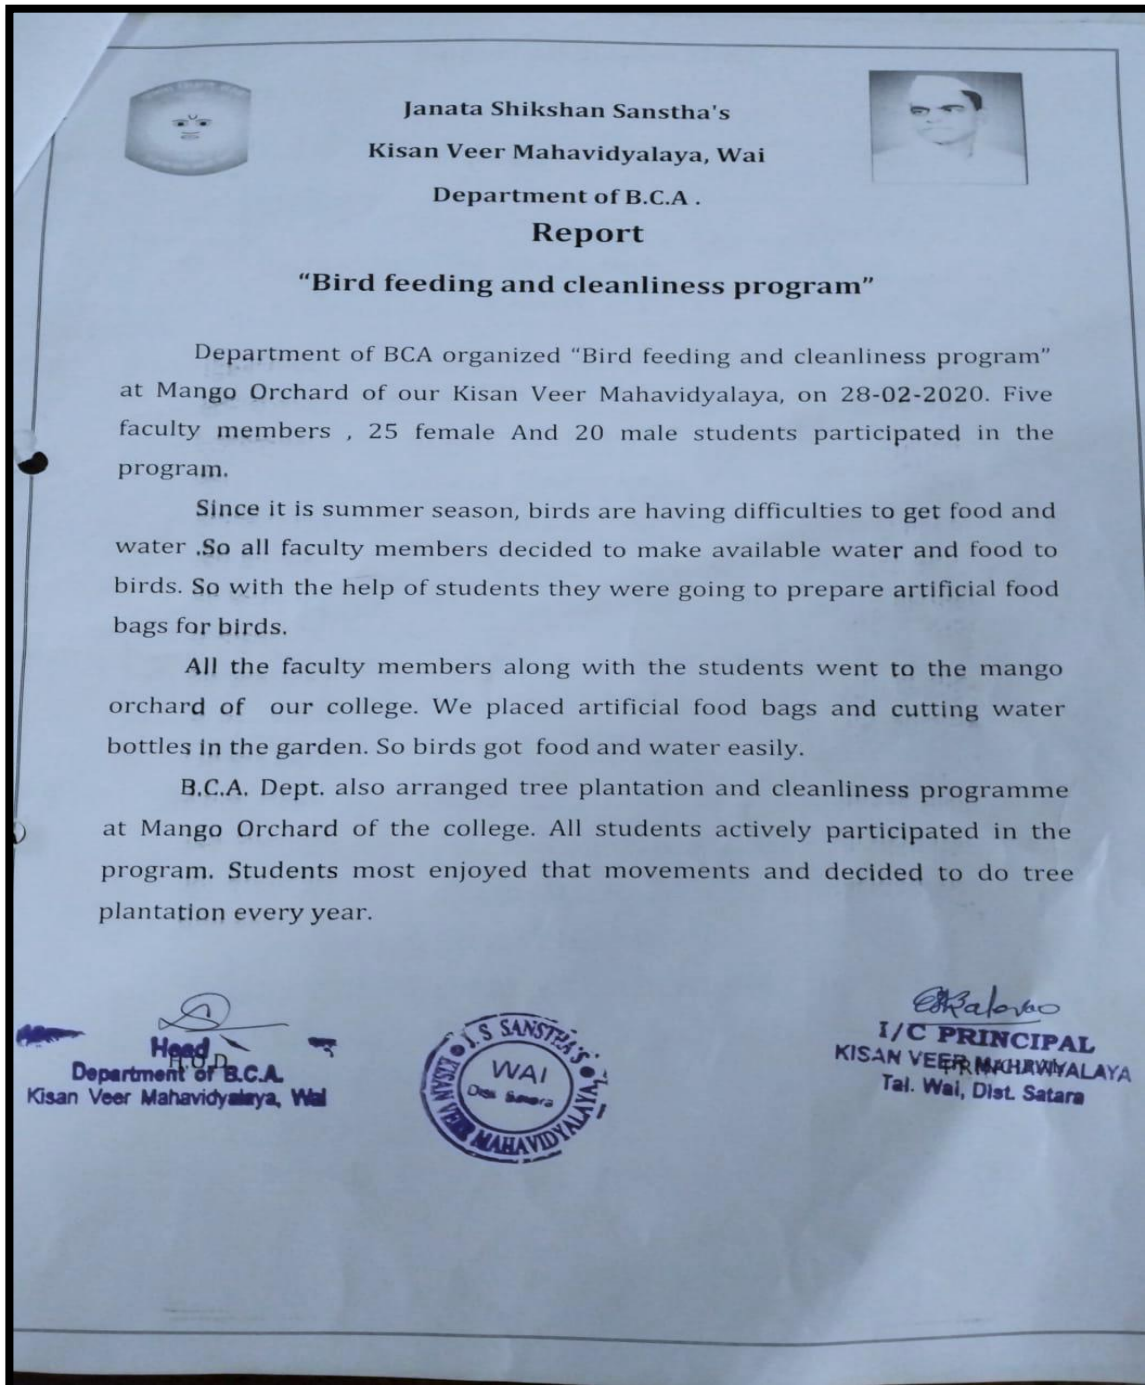 Janata Shikshan Sanstha's
Kisan Veer Mahavidyalaya, Wai
Department of B.C.A .
Report
“Bird feeding and cleanliness program”
Department of BCA organized “Bird feeding and cleanliness program”
at Mango Orchard of our Kisan Veer Mahavidyalaya, on 28-02-2020. Five
faculty members , 25 female And 20 male students participated in the
program.
Since it is summer season, birds are having difficulties to get food and
water .So all faculty members decided to make available water and food to
birds. So with the help of students they were going to prepare artificial food
bags for birds.
All the faculty members along with the students went to the mango
orchard of our college. We placed artificial food bags and cutting water
bottles in the garden. So birds got food and water easily.
B.C.A. Dept. also arranged tree plantation and cleanliness programme
at Mango Orchard of the college. All students actively participated in the
program. Students most enjoyed that movements and decided to do tree
plantation every year.
Head
H.O.D
Department of B.C.A.
Kisan Veer Mahavidyalaya, Wai
J. S SANSTHA'S
WAI
Dist. Satara
KISAN VEER MAHAVIDYALAYA
I/C PRINCIPAL
KISAN VEER MAHAVIDYALAYA
Tal. Wai, Dist. Satara